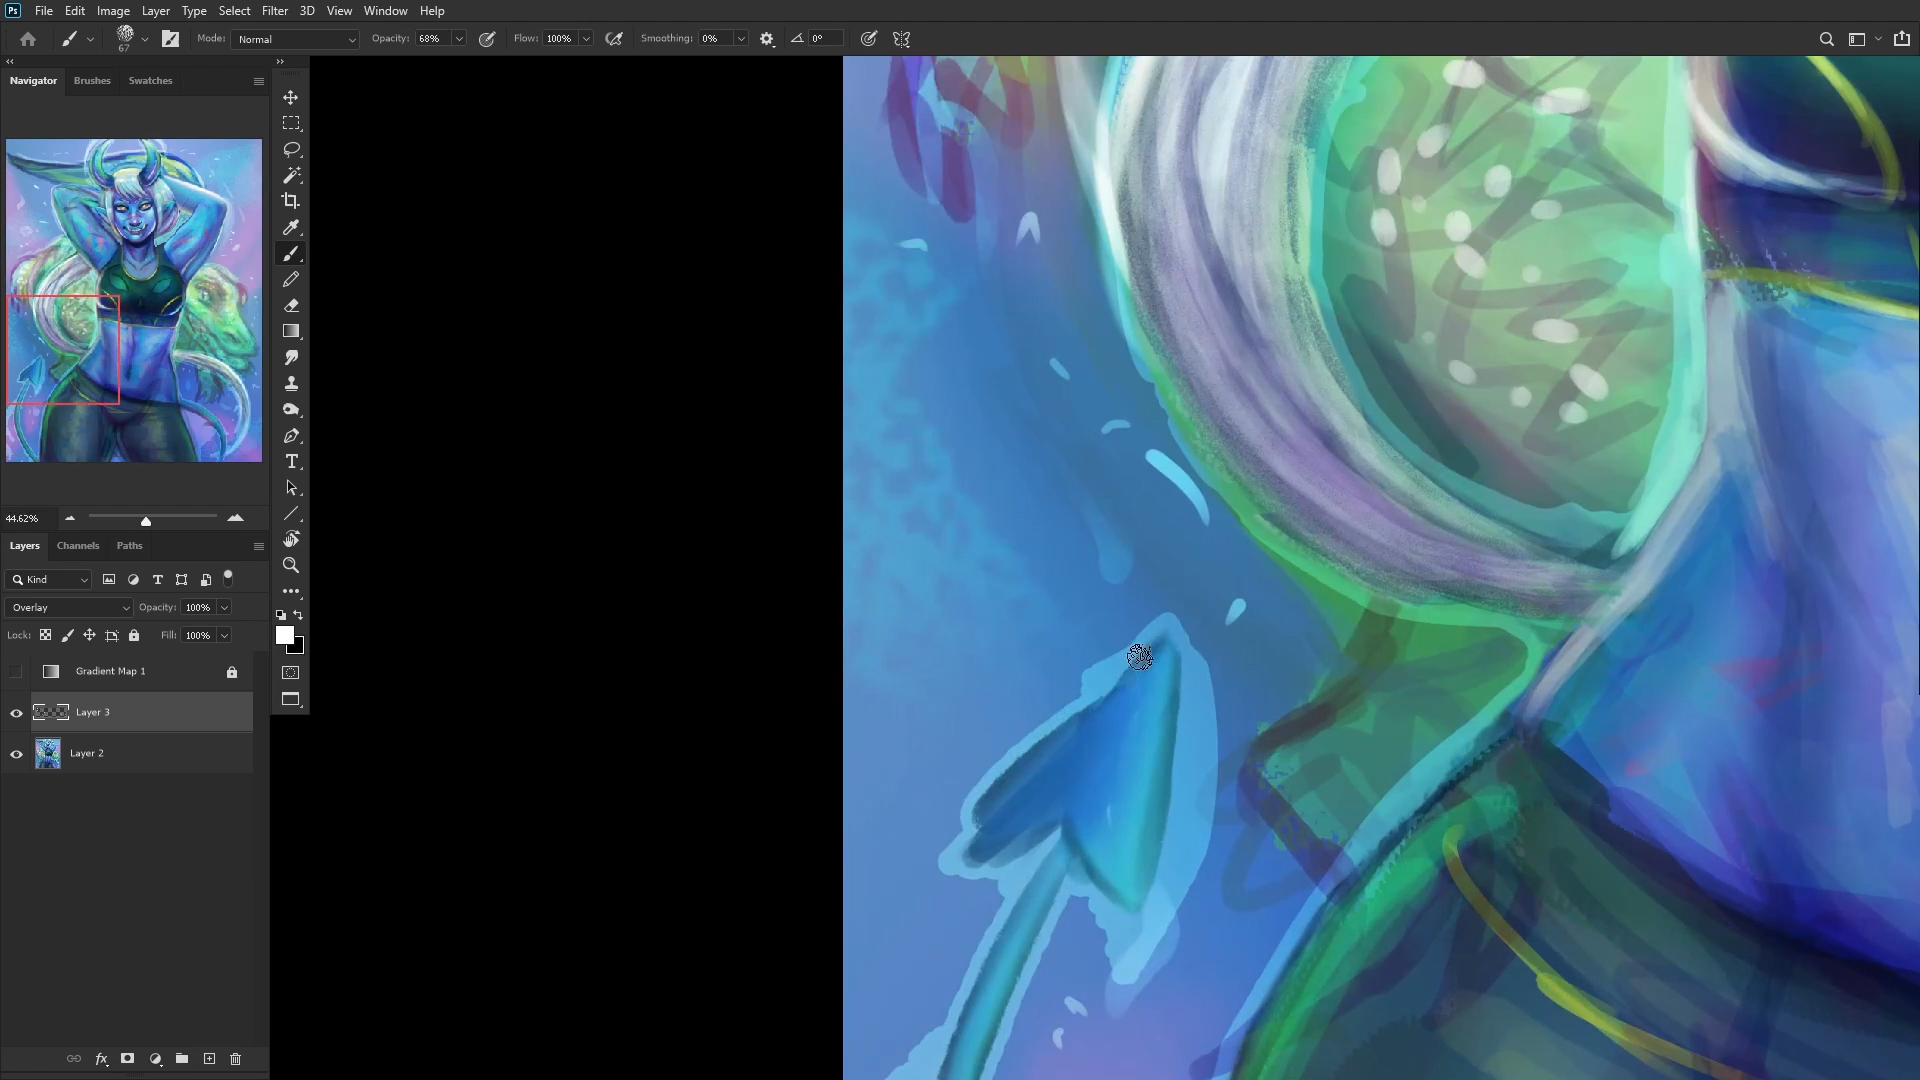 Ps File Edit Image Layer Type Select Filter 3D View Window Help
67 Mode: Normal Opacity: 68% Flow: 100% Smoothing: 0% 0°
Navigator Brushes Swatches
44.62%
Layers Channels Paths
Kind
Overlay Opacity: 100%
Lock: Fill: 100%
Gradient Map 1
Layer 3
Layer 2
fx